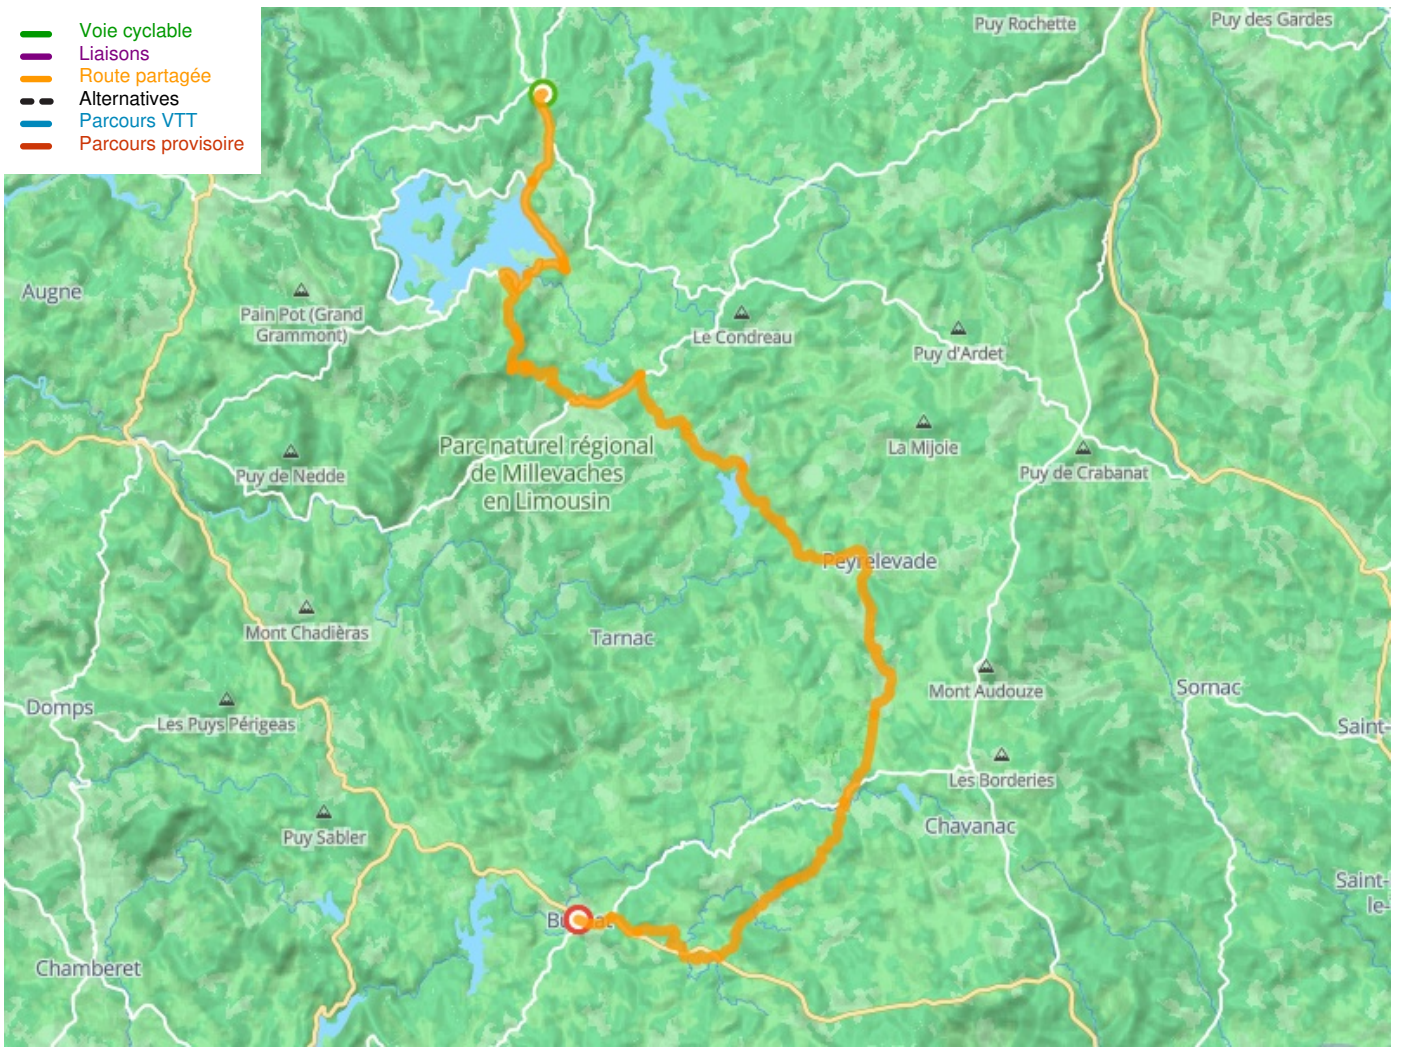 Voie cyclable
Liaisons
Route partagée
Alternatives
Parcours VTT
Parcours provisoire
Puy Rochette
Puy des Gardes
Augne
Pain Pot (Grand
Grammont)
Le Condreau
Puy d'Ardet
La Mijoie
Puy de Crabanat
Puy de Nedde
Parc naturel régional
de Millevaches
en Limousin
Peyrelevade
Mont Chadièras
Tarnac
Mont Audouze
Sornac
Domps
Les Puys Périgeas
Saint-
Les Borderies
Puy Sabler
Chavanac
Saint-
le-
Chamberet